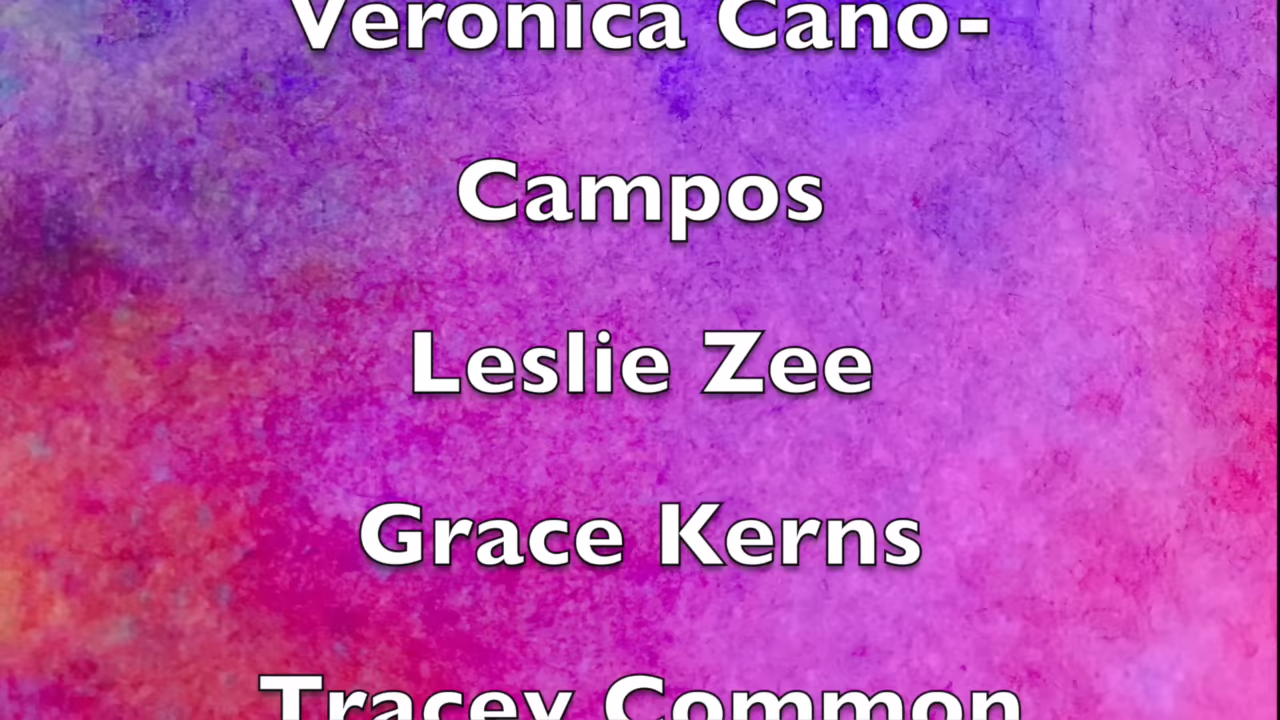 Veronica Cano-
Campos
Leslie Zee
Grace Kerns
Tracey Common